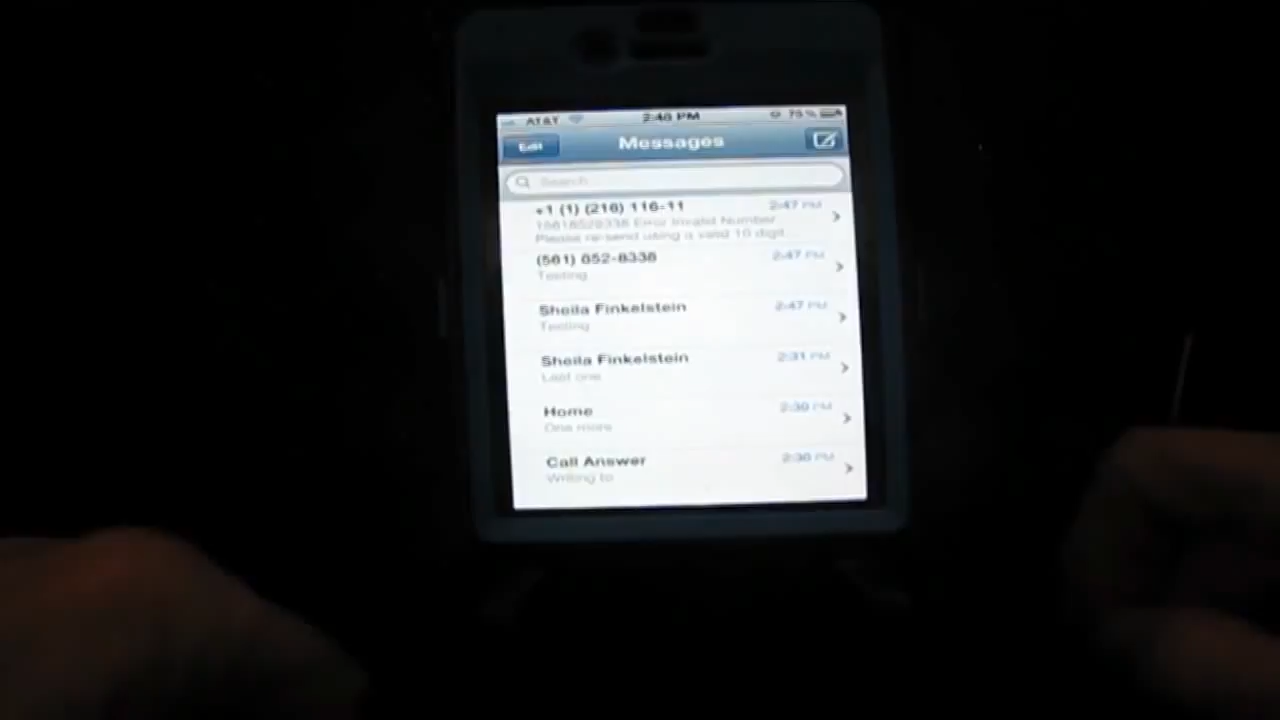 AT&T 2:48 PM 75%
Edit Messages
Search
+1 (1) (216) 116-11 2:47 PM
Error Invalid Number
Please re-send using a valid 10 digit
(561) 852-8338 2:47 PM
Testing
Sheila Finkelstein 2:47 PM
Testing
Sheila Finkelstein 2:31 PM
Last one
Home 2:30 PM
One more
Call Answer 2:30 PM
Writing to